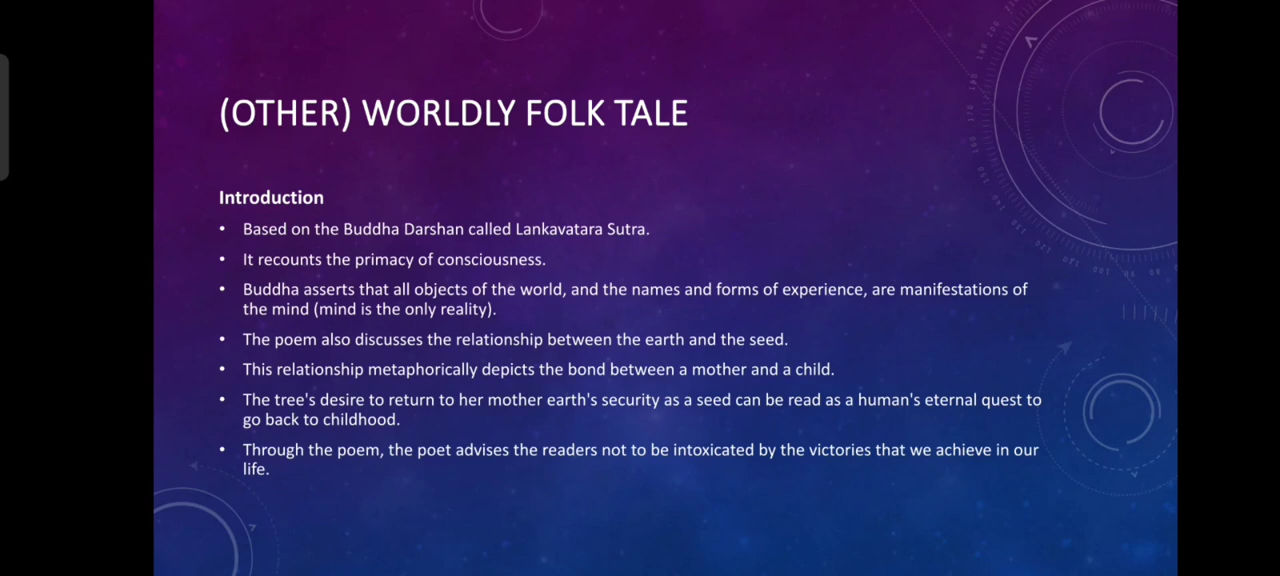 (OTHER) WORLDLY FOLK TALE
Introduction
• Based on the Buddha Darshan called Lankavatara Sutra.
• It recounts the primacy of consciousness.
• Buddha asserts that all objects of the world, and the names and forms of experience, are manifestations of
the mind (mind is the only reality).
• The poem also discusses the relationship between the earth and the seed.
• This relationship metaphorically depicts the bond between a mother and a child.
• The tree's desire to return to her mother earth's security as a seed can be read as a human's eternal quest to
go back to childhood.
• Through the poem, the poet advises the readers not to be intoxicated by the victories that we achieve in our
life.